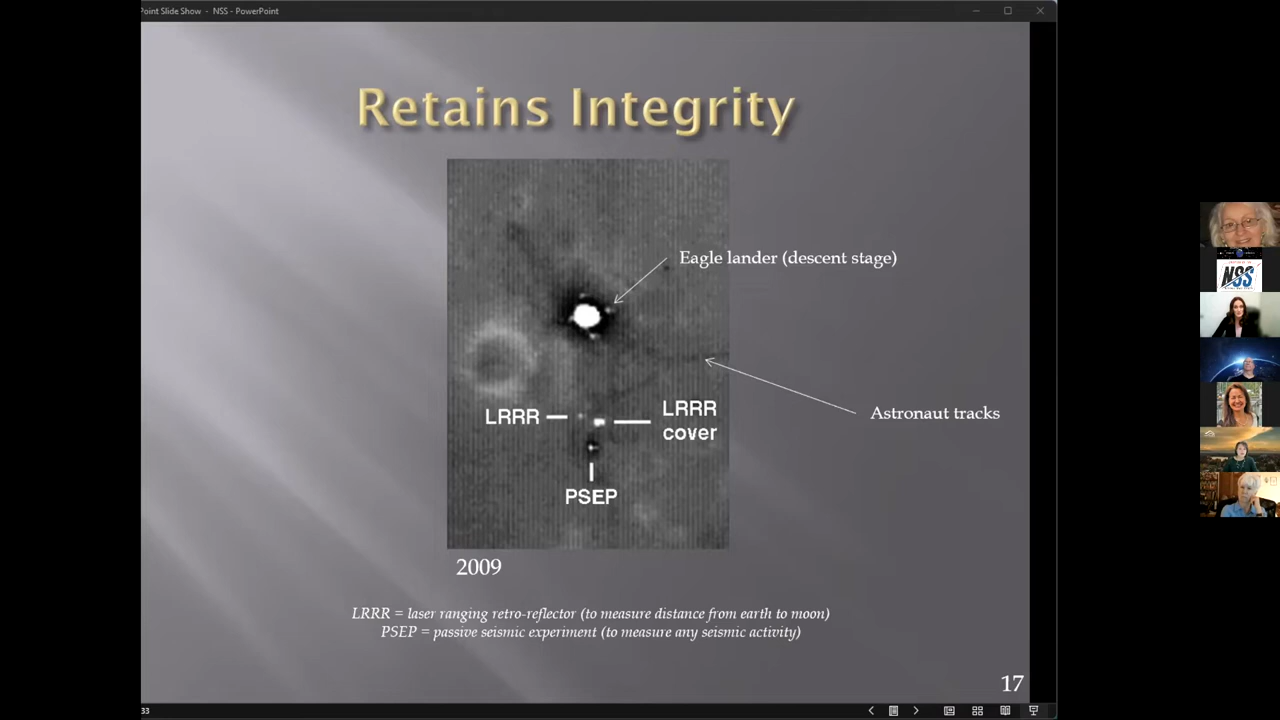 Point Slide Show - NSS - PowerPoint
Retains Integrity
Eagle lander (descent stage)
LRRR
LRRR
cover
Astronaut tracks
PSEP
2009
LRRR = laser ranging retro-reflector (to measure distance from earth to moon)
PSEP = passive seismic experiment (to measure any seismic activity)
17
33
NSS